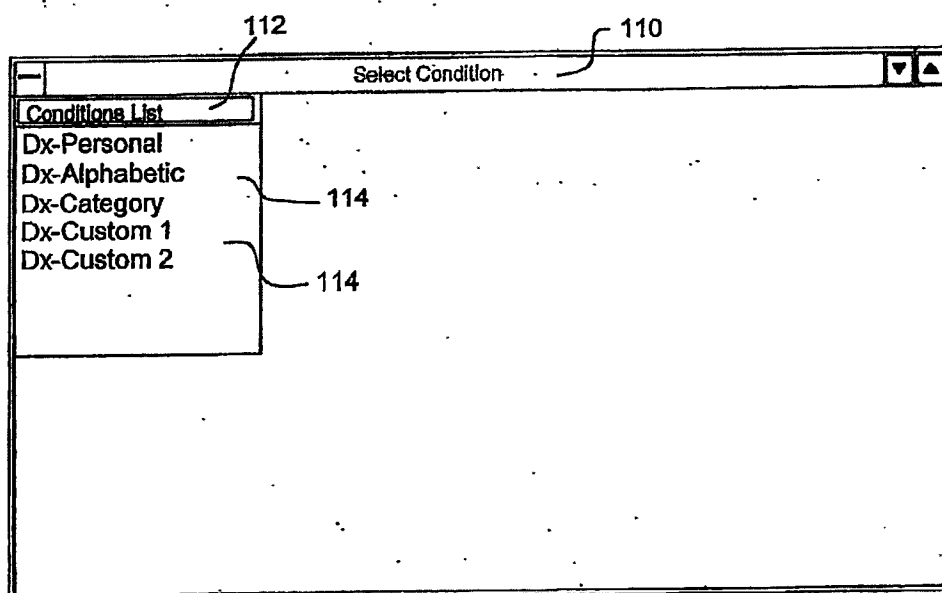 112
110
Select Condition
Conditions List
Dx-Personal
Dx-Alphabetic
Dx-Category
114
Dx-Custom 1
Dx-Custom 2
114